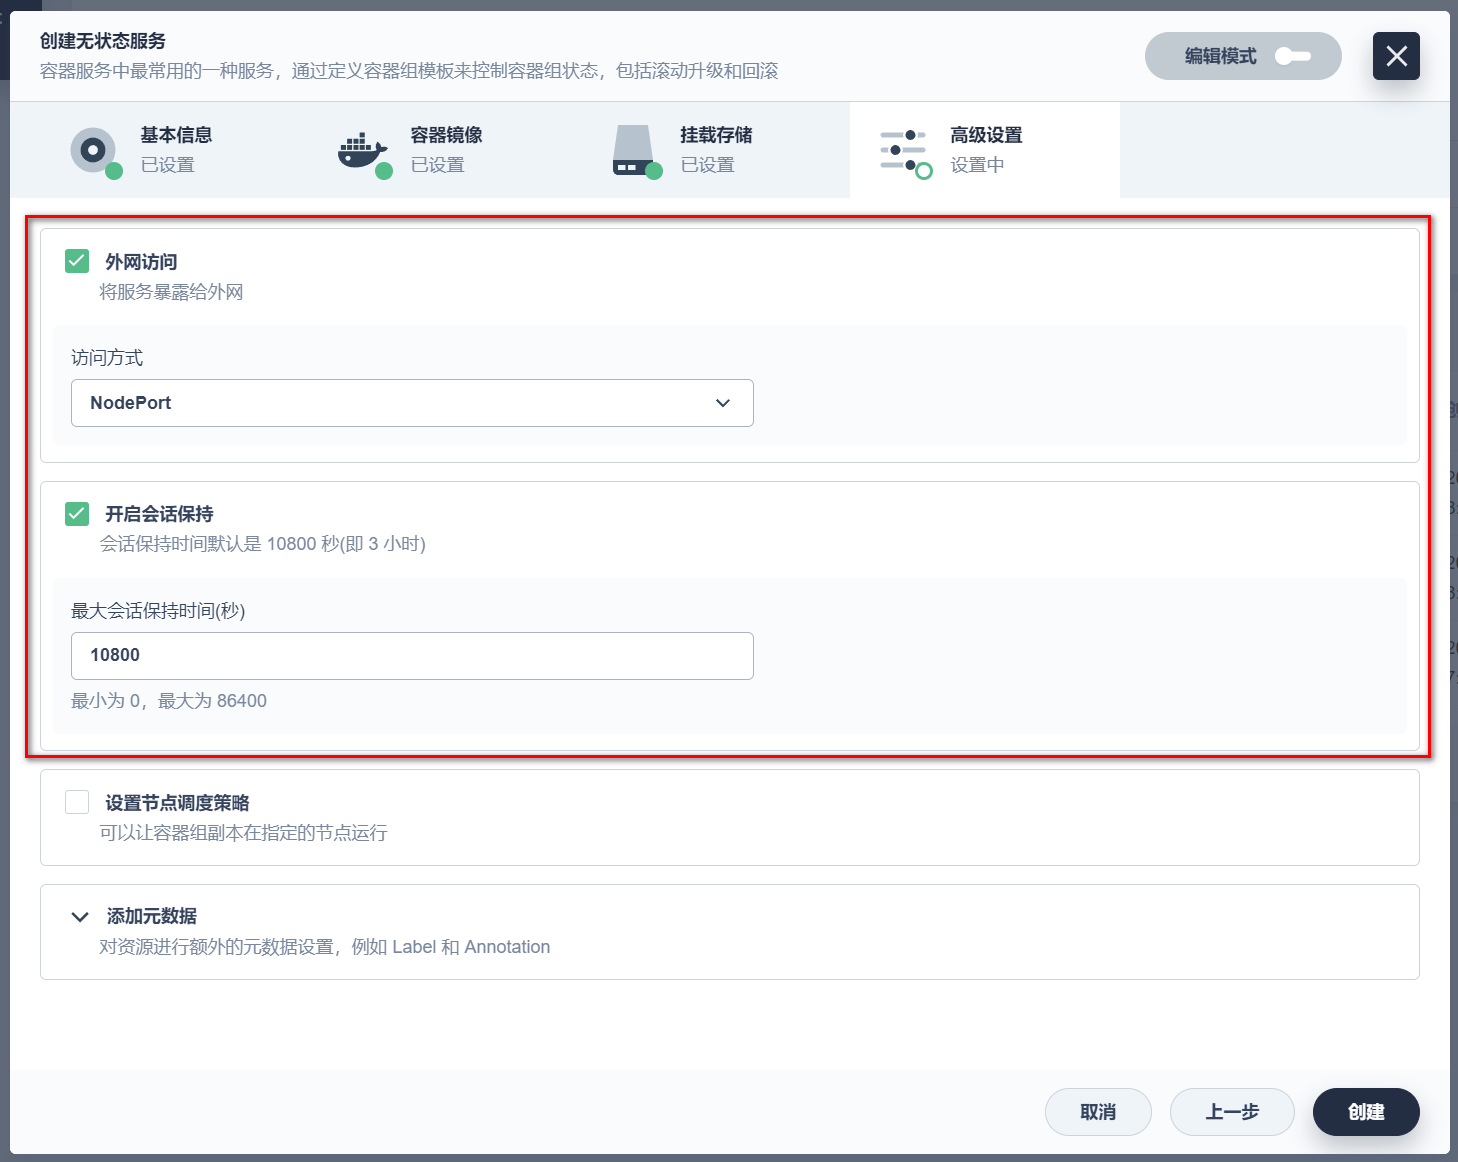 创建无状态服务
容器服务中最常用的一种服务，通过定义容器组模板来控制容器组状态，包括滚动升级和回滚
编辑模式
基本信息
已设置
容器镜像
已设置
挂载存储
已设置
高级设置
设置中
外网访问
将服务暴露给外网
访问方式
NodePort
开启会话保持
会话保持时间默认是 10800 秒(即 3 小时)
最大会话保持时间(秒)
10800
最小为 0，最大为 86400
设置节点调度策略
可以让容器组副本在指定的节点运行
添加元数据
对资源进行额外的元数据设置，例如 Label 和 Annotation
取消
上一步
创建